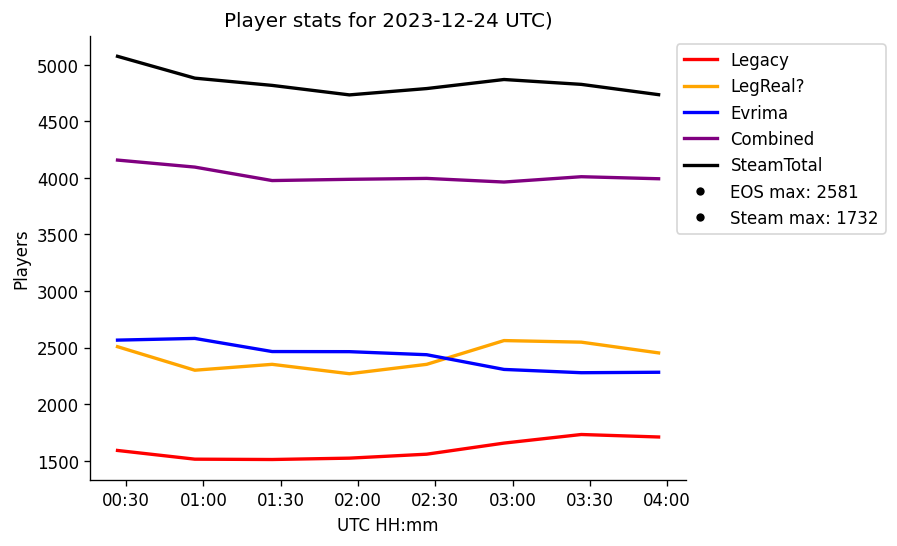 Player stats for 2023-12-24 UTC)
Legacy
LegReal?
Evrima
Combined
SteamTotal
EOS max: 2581
Steam max: 1732
Players
5000
4500
4000
3500
3000
2500
2000
1500
00:30 01:00 01:30 02:00 02:30 03:00 03:30 04:00
UTC HH:mm